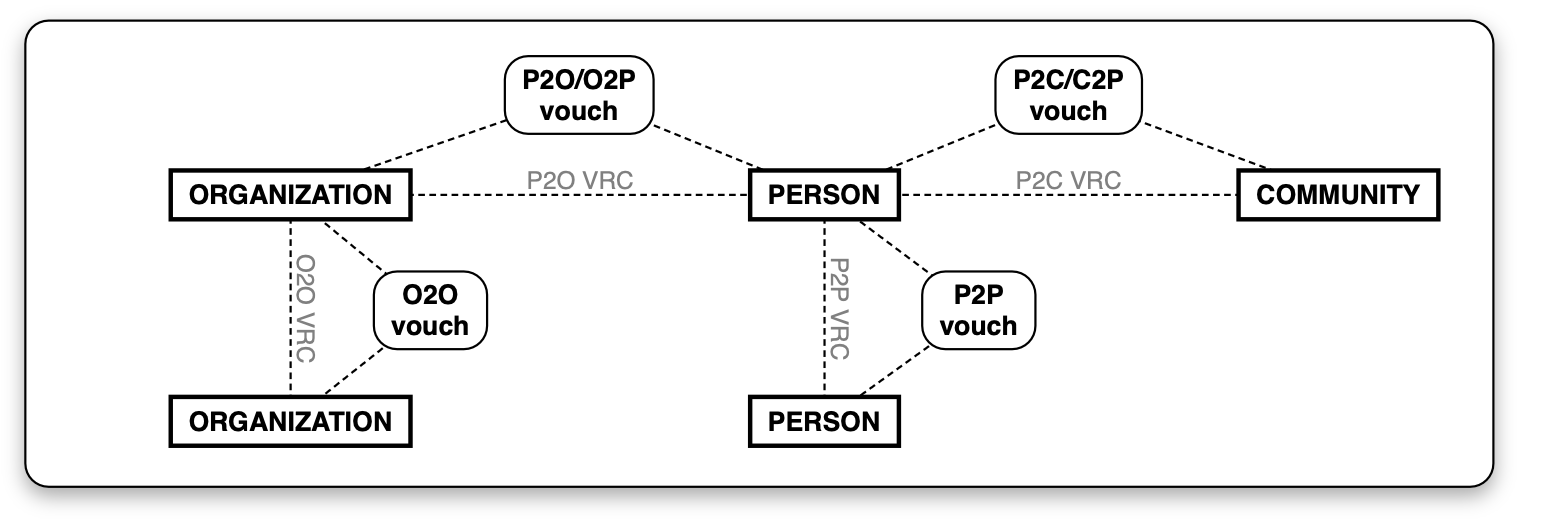 P2O/O2P
vouch
P2C/C2P
vouch
ORGANIZATION
P2O VRC
PERSON
P2C VRC
COMMUNITY
O2O VRC
O2O
vouch
P2P VRC
P2P
vouch
ORGANIZATION
PERSON